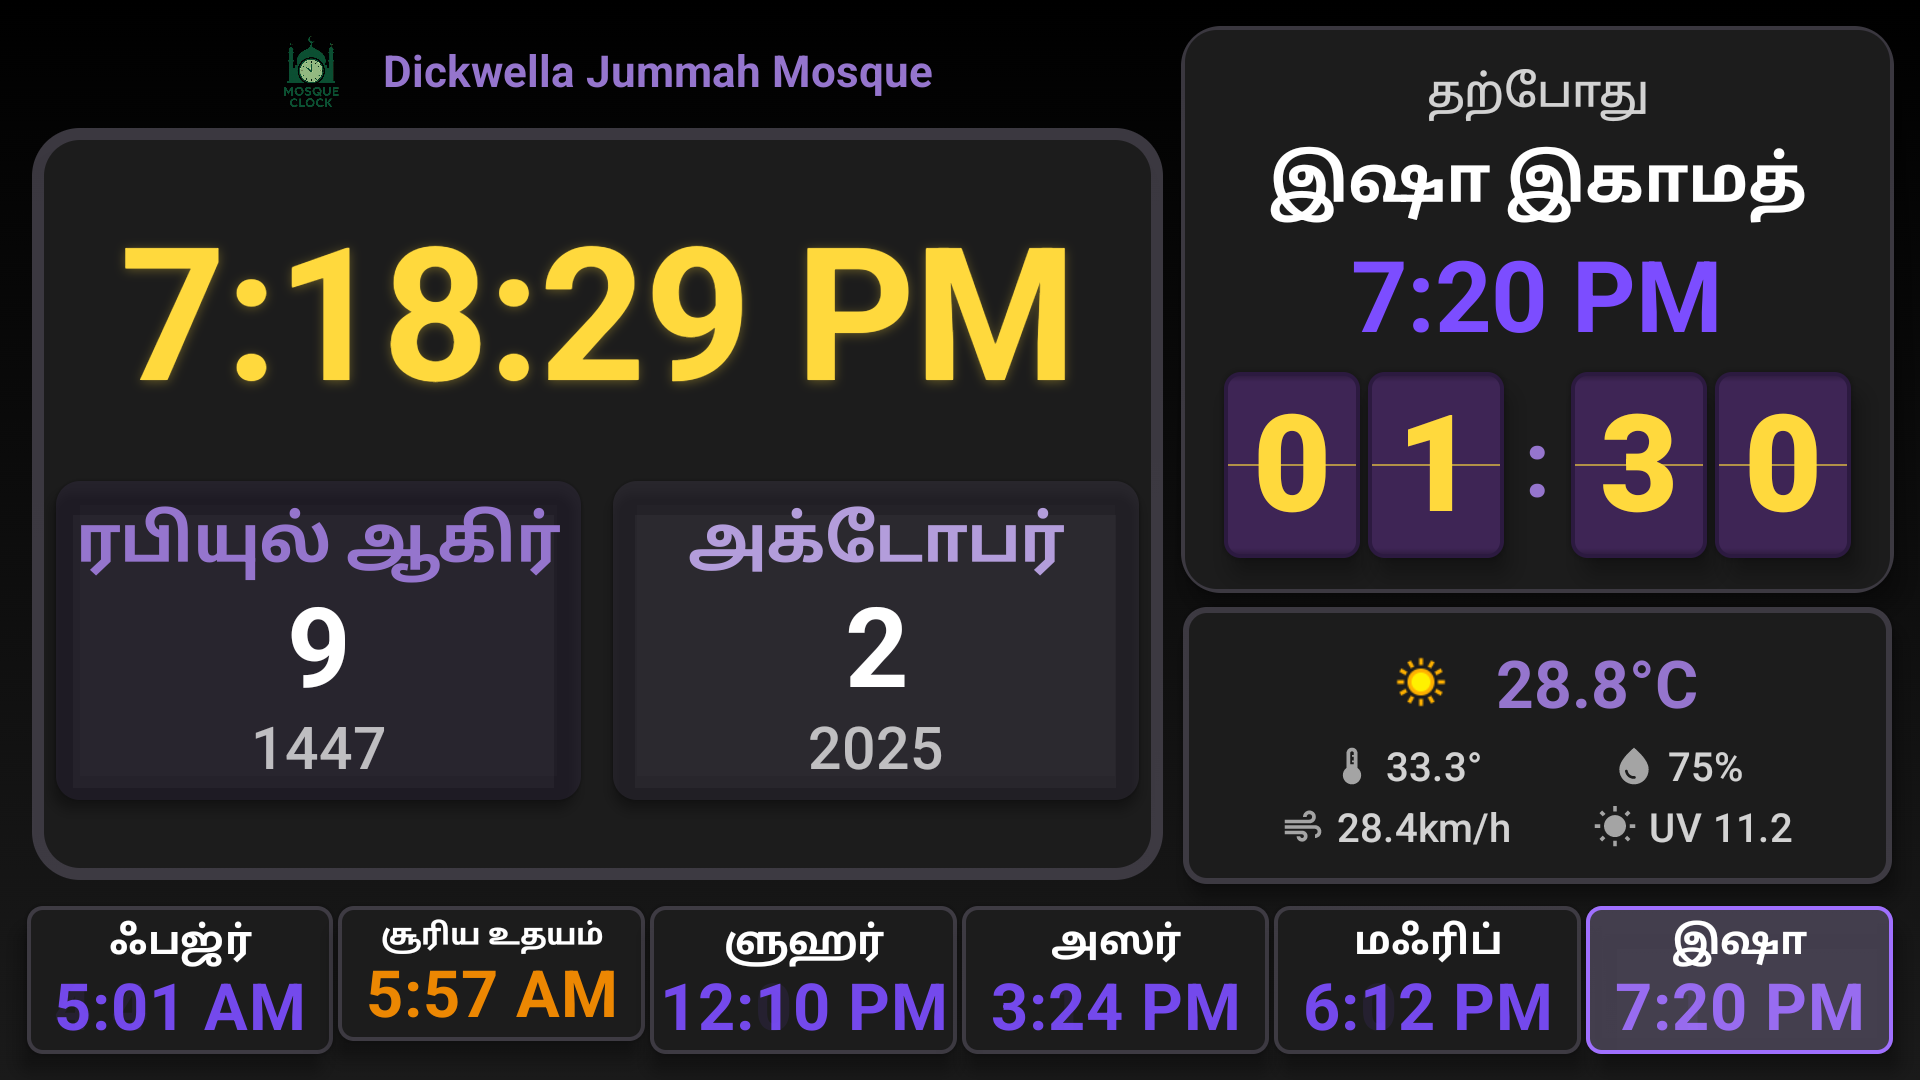 MOSQUE
CLOCK
Dickwella Jummah Mosque
7:18:29 PM
ரபியுல் ஆகிர்
9
1447
அக்டோபர்
2
2025
தற்போது
இஷா இகாமத்
7:20 PM
01:30
28.8°C
33.3°
75%
28.4km/h
UV 11.2
ஃபஜ்ர்
5:01 AM
சூரிய உதயம்
5:57 AM
ளுஹர்
12:10 PM
அஸர்
3:24 PM
மஃரிப்
6:12 PM
இஷா
7:20 PM